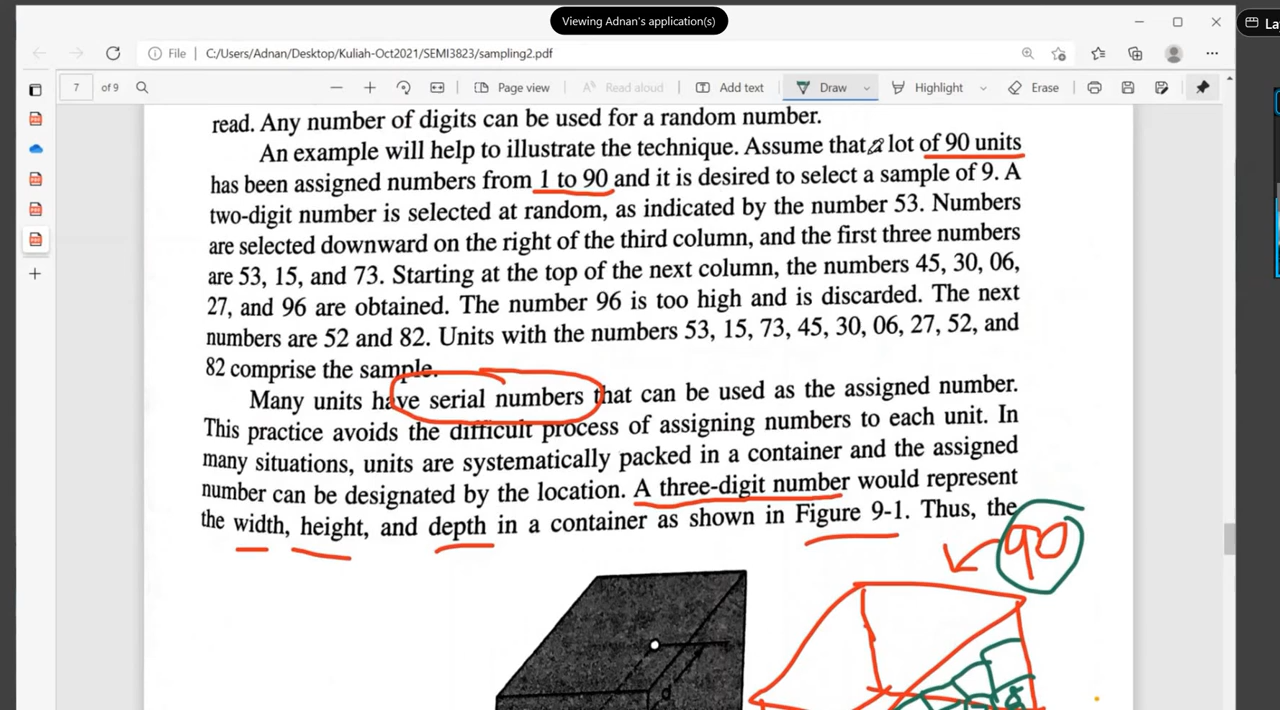 Viewing Adnan's application(s)
La
File
C:/Users/Adnan/Desktop/Kuliah-Oct2021/SEMI3823/sampling2.pdf
7 of 9
Page view
Read aloud
Add text
Draw
Highlight
Erase
read. Any number of digits can be used for a random number.
An example will help to illustrate the technique. Assume that a lot of 90 units
has been assigned numbers from 1 to 90 and it is desired to select a sample of 9. A
two-digit number is selected at random, as indicated by the number 53. Numbers
are selected downward on the right of the third column, and the first three numbers
are 53, 15, and 73. Starting at the top of the next column, the numbers 45, 30, 06,
27, and 96 are obtained. The number 96 is too high and is discarded. The next
numbers are 52 and 82. Units with the numbers 53, 15, 73, 45, 30, 06, 27, 52, and
82 comprise the sample.
Many units have serial numbers that can be used as the assigned number.
This practice avoids the difficult process of assigning numbers to each unit. In
many situations, units are systematically packed in a container and the assigned
number can be designated by the location. A three-digit number would represent
the width, height, and depth in a container as shown in Figure 9-1. Thus, the
90
d